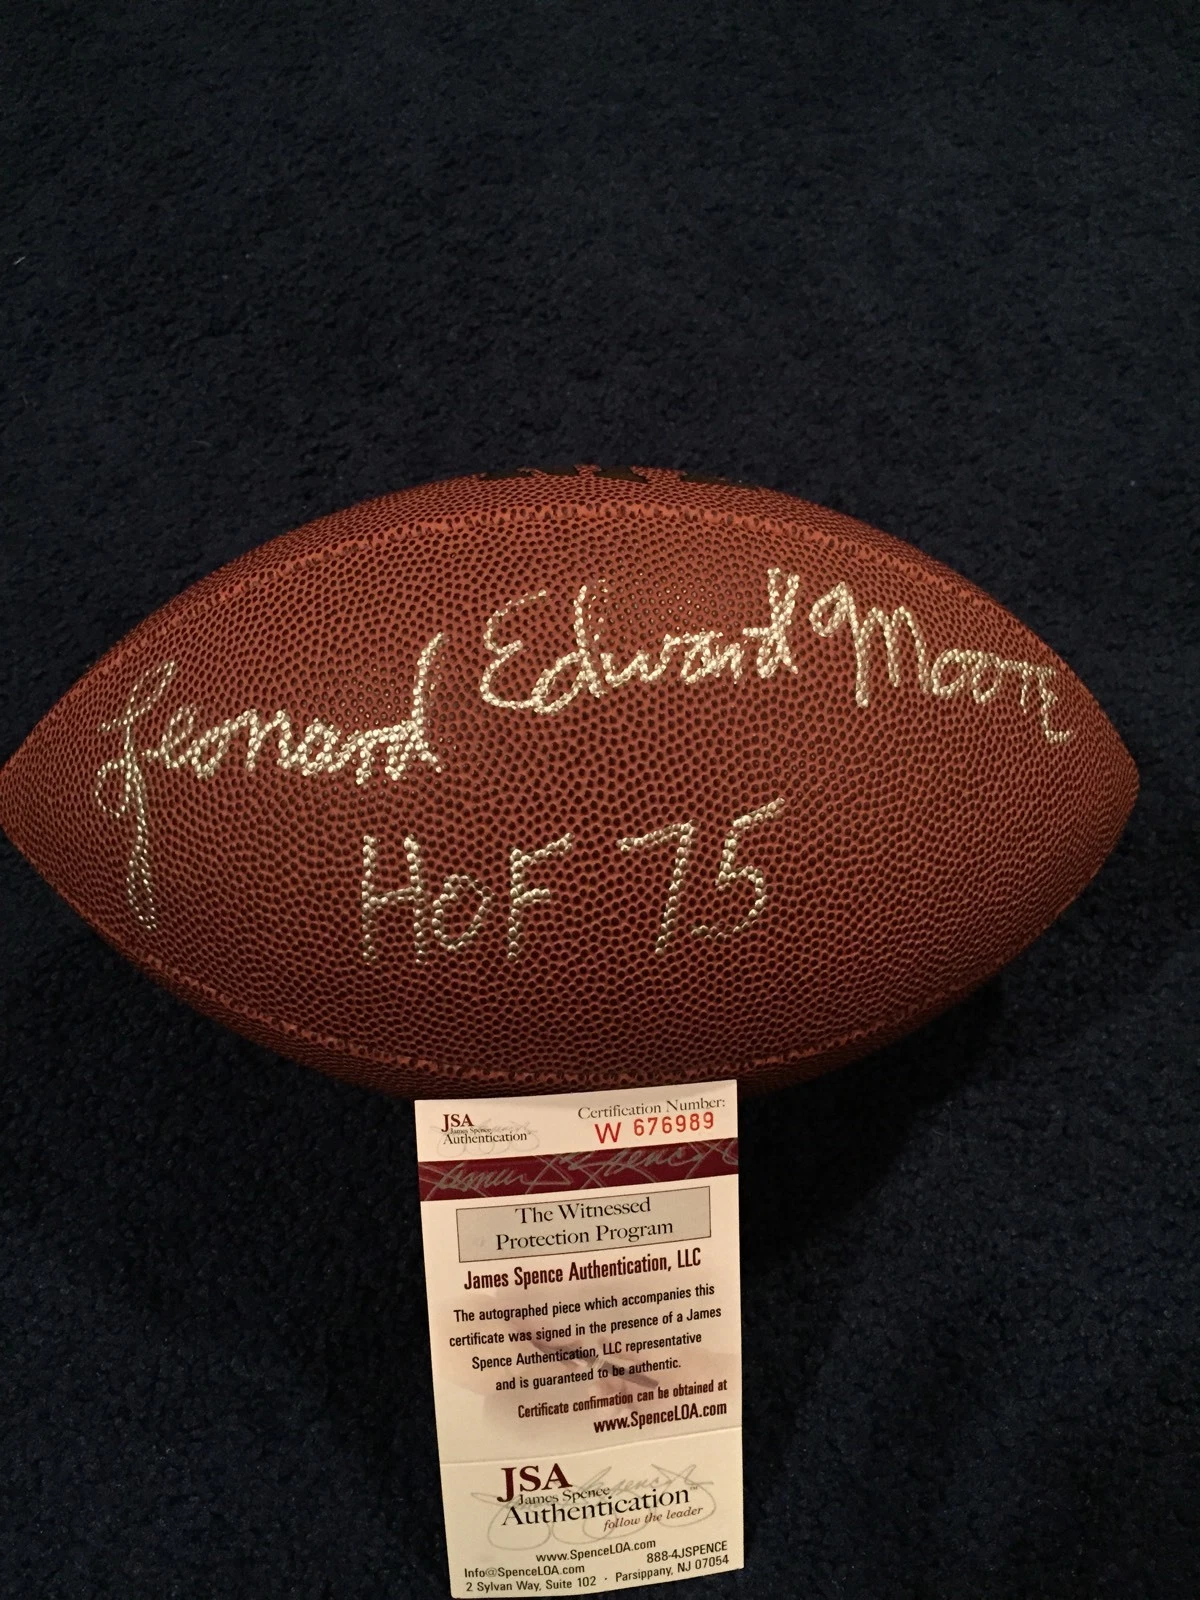 Leonard Edward Moore
HOF 75
JSA
James Spence
Authentication™
Certification Number:
W 676989
The Witnessed
Protection Program
James Spence Authentication, LLC
The autographed piece which accompanies this
certificate was signed in the presence of a James
Spence Authentication, LLC representative
and is guaranteed to be authentic.
Certificate confirmation can be obtained at
www.SpenceLOA.com
JSA
James Spence
Authentication™
follow the leader
www.SpenceLOA.com
Info@SpenceLOA.com 888-4JSPENCE
2 Sylvan Way, Suite 102 · Parsippany, NJ 07054